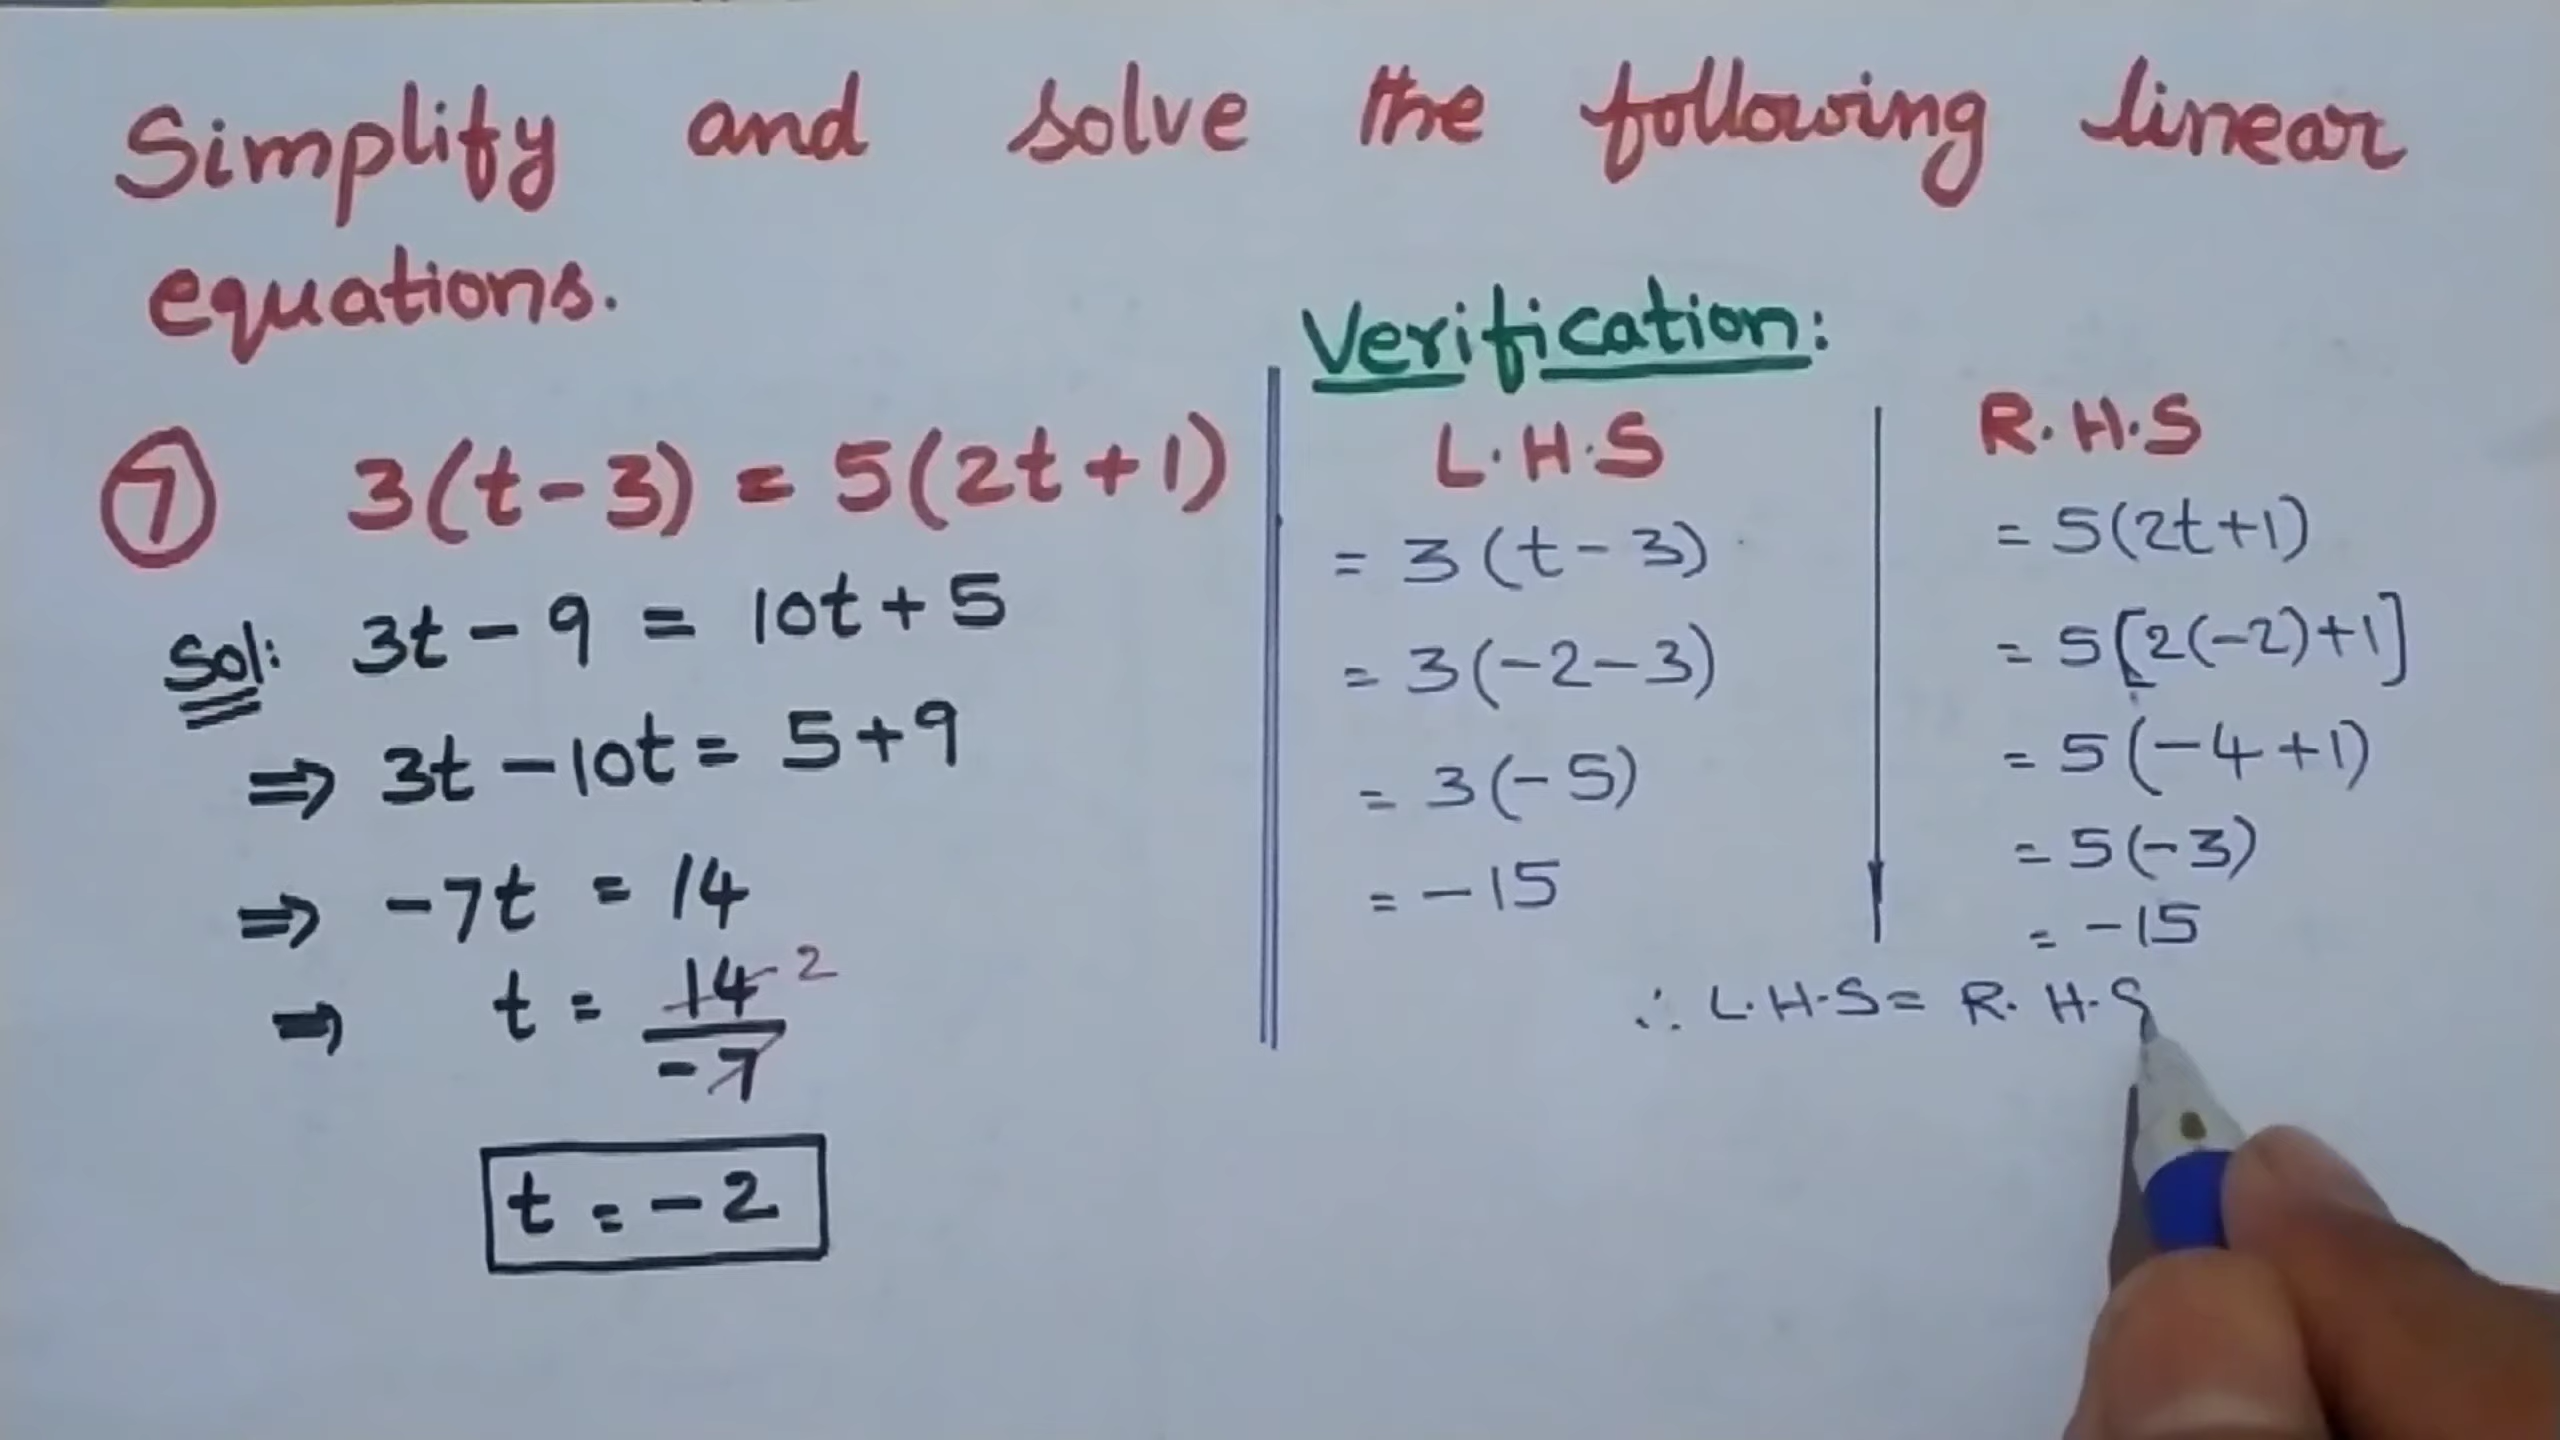 Simplify and solve the following linear
equations.
⑦ 3(t-3) = 5(2t+1)
Sol: 3t - 9 = 10t + 5
⇒ 3t - 10t = 5+9
⇒ -7t = 14
⇒ t = 14 2
-7
t = -2
Verification:
L.H.S
= 3(t-3)
= 3(-2-3)
= 3(-5)
= -15
R.H.S
= 5(2t+1)
= 5[2(-2)+1]
= 5(-4+1)
= 5(-3)
= -15
∴ L.H.S = R.H.S